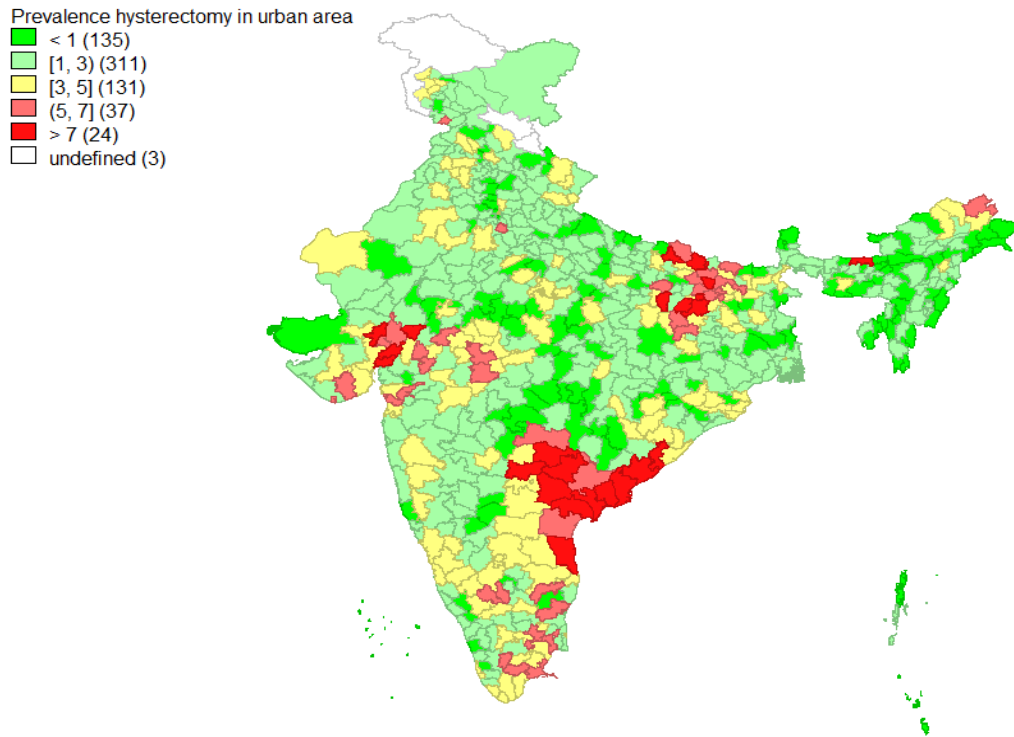 Prevalence hysterectomy in urban area
< 1 (135)
[1, 3) (311)
[3, 5] (131)
(5, 7] (37)
> 7 (24)
undefined (3)